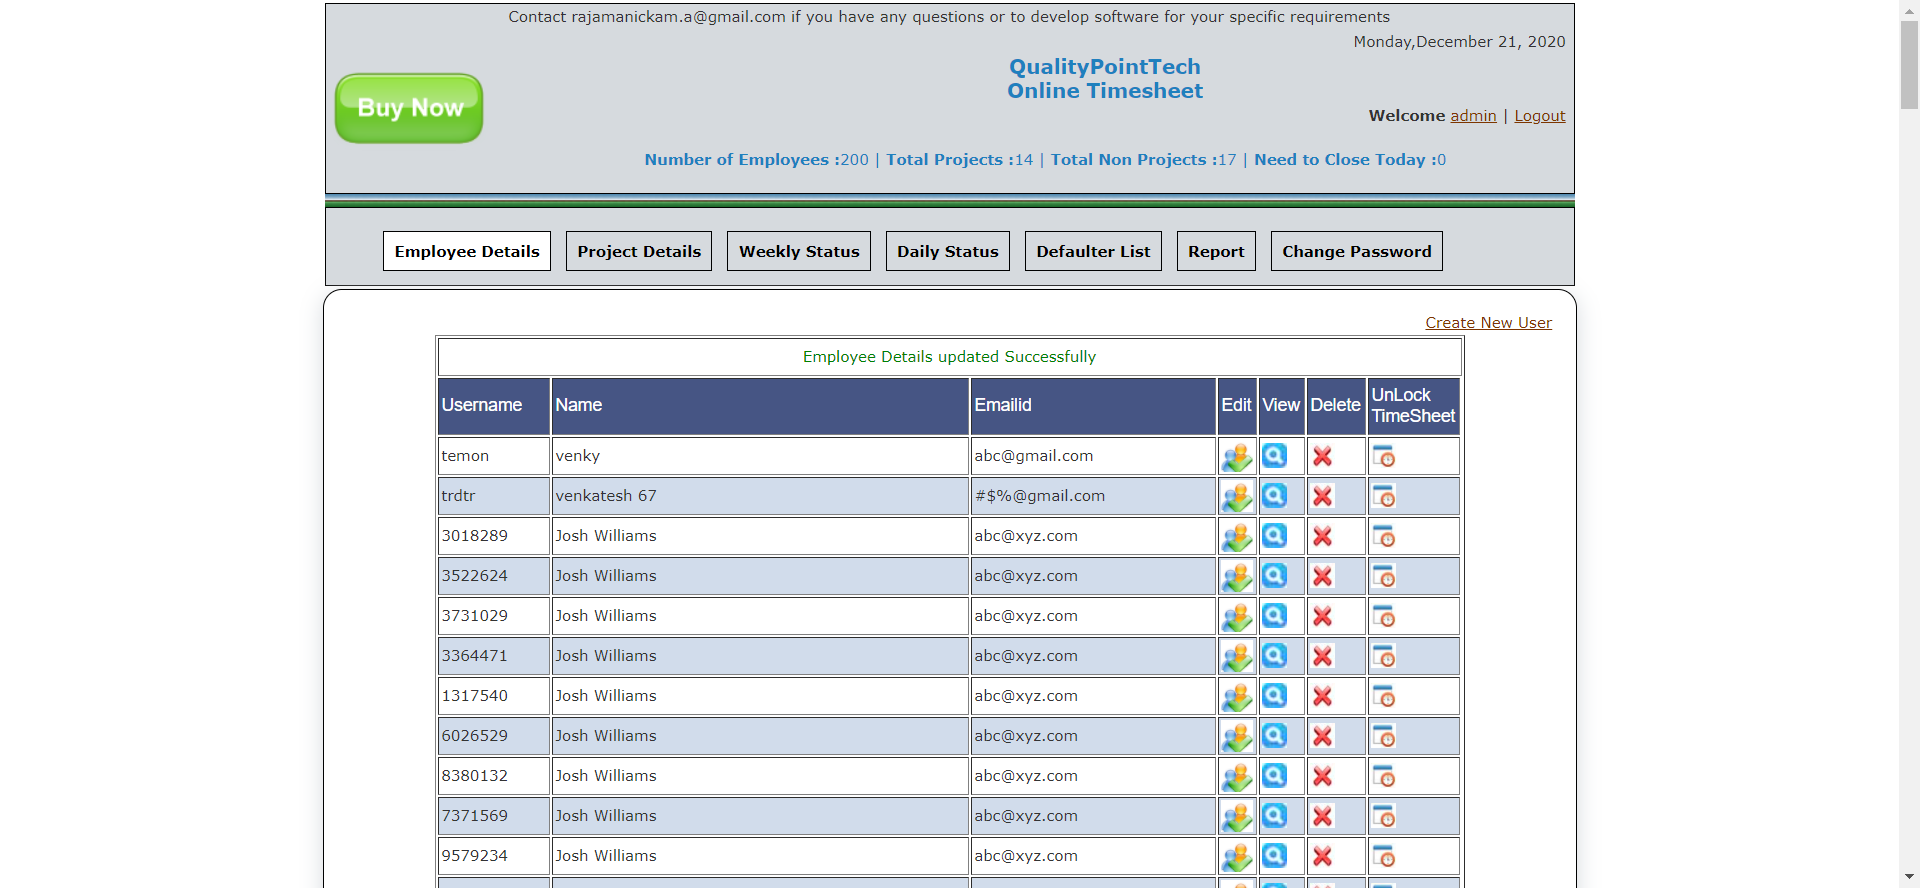 Contact rajamanickam.a@gmail.com if you have any questions or to develop software for your specific requirements
Monday,December 21, 2020
QualityPointTech
Online Timesheet
Buy Now
Welcome admin | Logout
Number of Employees :200 | Total Projects :14 | Total Non Projects :17 | Need to Close Today :0
Employee Details Project Details Weekly Status Daily Status Defaulter List Report Change Password
Create New User
Employee Details updated Successfully
Username Name Emailid Edit View Delete UnLock TimeSheet
temon venky abc@gmail.com
trdtr venkatesh 67 #$%@gmail.com
3018289 Josh Williams abc@xyz.com
3522624 Josh Williams abc@xyz.com
3731029 Josh Williams abc@xyz.com
3364471 Josh Williams abc@xyz.com
1317540 Josh Williams abc@xyz.com
6026529 Josh Williams abc@xyz.com
8380132 Josh Williams abc@xyz.com
7371569 Josh Williams abc@xyz.com
9579234 Josh Williams abc@xyz.com